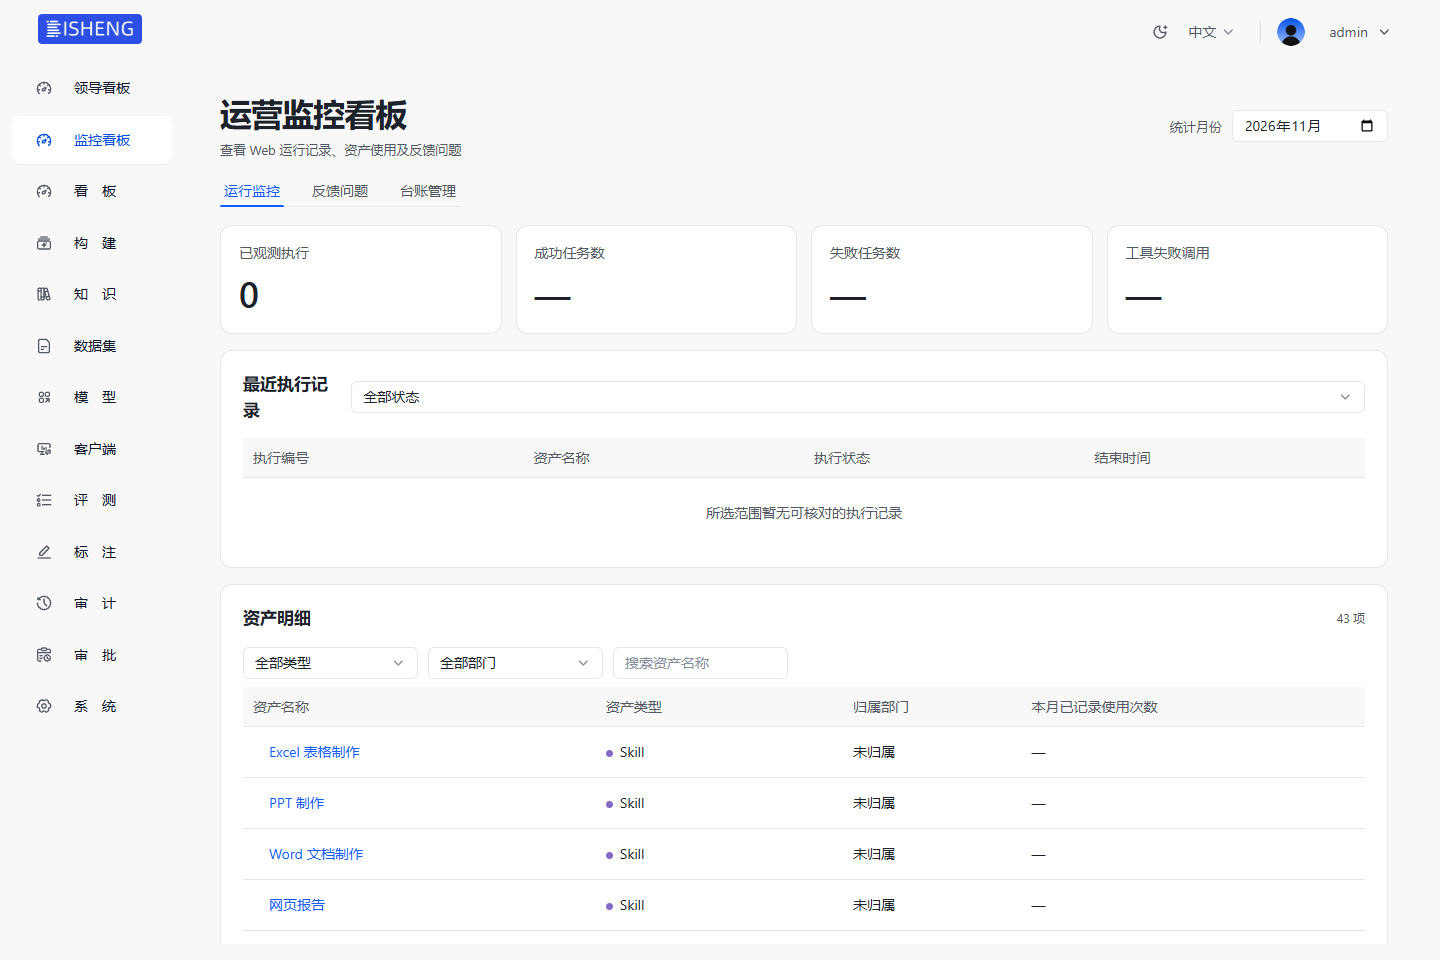 ISHENG
中文
admin
领导看板
监控看板
看 板
构 建
知 识
数据集
模 型
客户端
评 测
标 注
审 计
审 批
系 统
运营监控看板
查看 Web 运行记录、资产使用及反馈问题
统计月份
2026年11月
运行监控
反馈问题
台账管理
已观测执行
0
成功任务数
—
失败任务数
—
工具失败调用
—
最近执行记
录
全部状态
执行编号
资产名称
执行状态
结束时间
所选范围暂无可核对的执行记录
资产明细
43 项
全部类型
全部部门
搜索资产名称
资产名称
资产类型
归属部门
本月已记录使用次数
Excel 表格制作
Skill
未归属
—
PPT 制作
Skill
未归属
—
Word 文档制作
Skill
未归属
—
网页报告
Skill
未归属
—